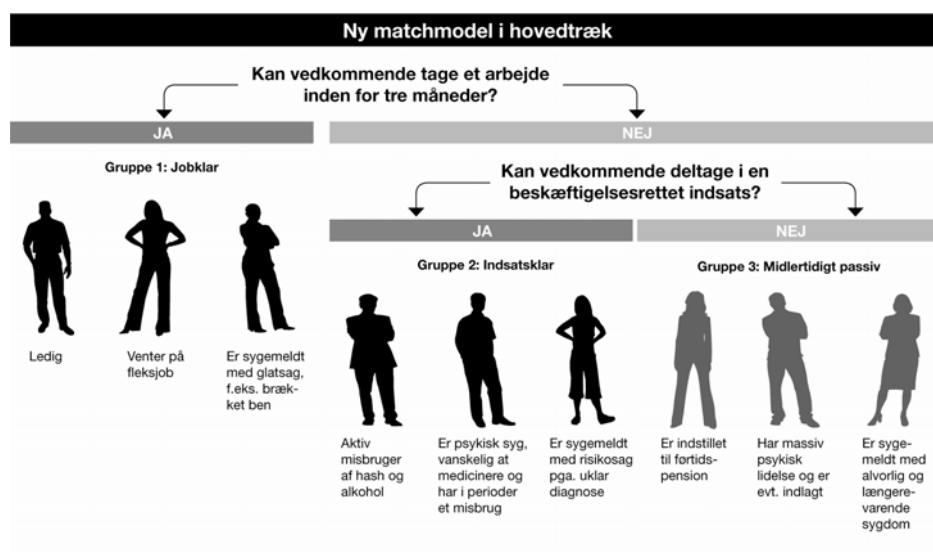 Ny matchmodel i hovedtræk
Kan vedkommende tage et arbejde
inden for tre måneder?
JA
NEJ
Gruppe 1: Jobklar
Kan vedkommende deltage i en
beskæftigelsesrettet indsats?
JA
NEJ
Gruppe 2: Indsatsklar
Gruppe 3: Midlertidigt passiv
Ledig
Venter på
fleksjob
Er sygemeldt
med glatsag,
f.eks. bræk-
ket ben
Aktiv
misbruger
af hash og
alkohol
Er psykisk syg,
vanskelig at
medicinere og
har i perioder
et misbrug
Er sygemeldt
med risikosag
pga. uklar
diagnose
Er indstillet
til førtids-
pension
Har massiv
psykisk
lidelse og er
evt. indlagt
Er syge-
meldt med
alvorlig og
længere-
varende
sygdom